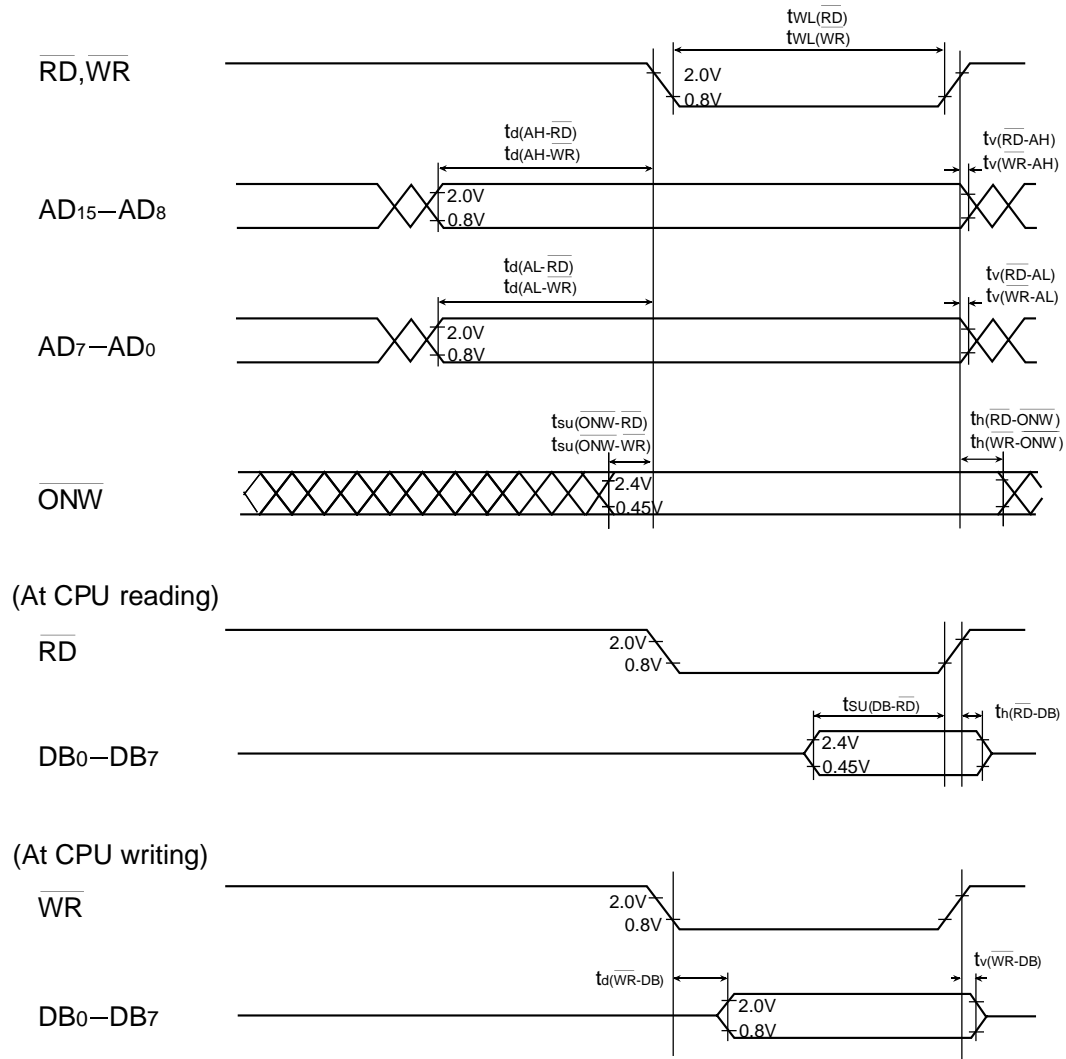 tWL(RD)
tWL(WR)
RD,WR
2.0V
0.8V
td(AH-RD)
td(AH-WR)
tv(RD-AH)
tv(WR-AH)
AD15—AD8
2.0V
0.8V
td(AL-RD)
td(AL-WR)
tv(RD-AL)
tv(WR-AL)
AD7—AD0
2.0V
0.8V
tsu(ONW-RD)
tsu(ONW-WR)
th(RD-ONW)
th(WR-ONW)
ONW
2.4V
0.45V
(At CPU reading)
RD
2.0V
0.8V
tSU(DB-RD)
th(RD-DB)
DB0—DB7
2.4V
0.45V
(At CPU writing)
WR
2.0V
0.8V
td(WR-DB)
tv(WR-DB)
DB0—DB7
2.0V
0.8V